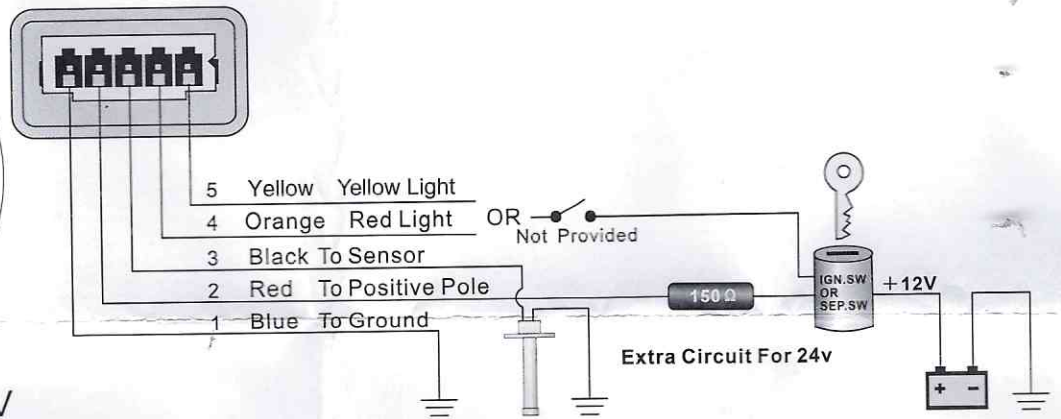 5 Yellow Yellow Light
4 Orange Red Light OR
Not Provided
3 Black To Sensor
2 Red To Positive Pole
150Ω
IGN.SW
OR
SEP.SW
+12V
1 Blue To Ground
Extra Circuit For 24v
+ -